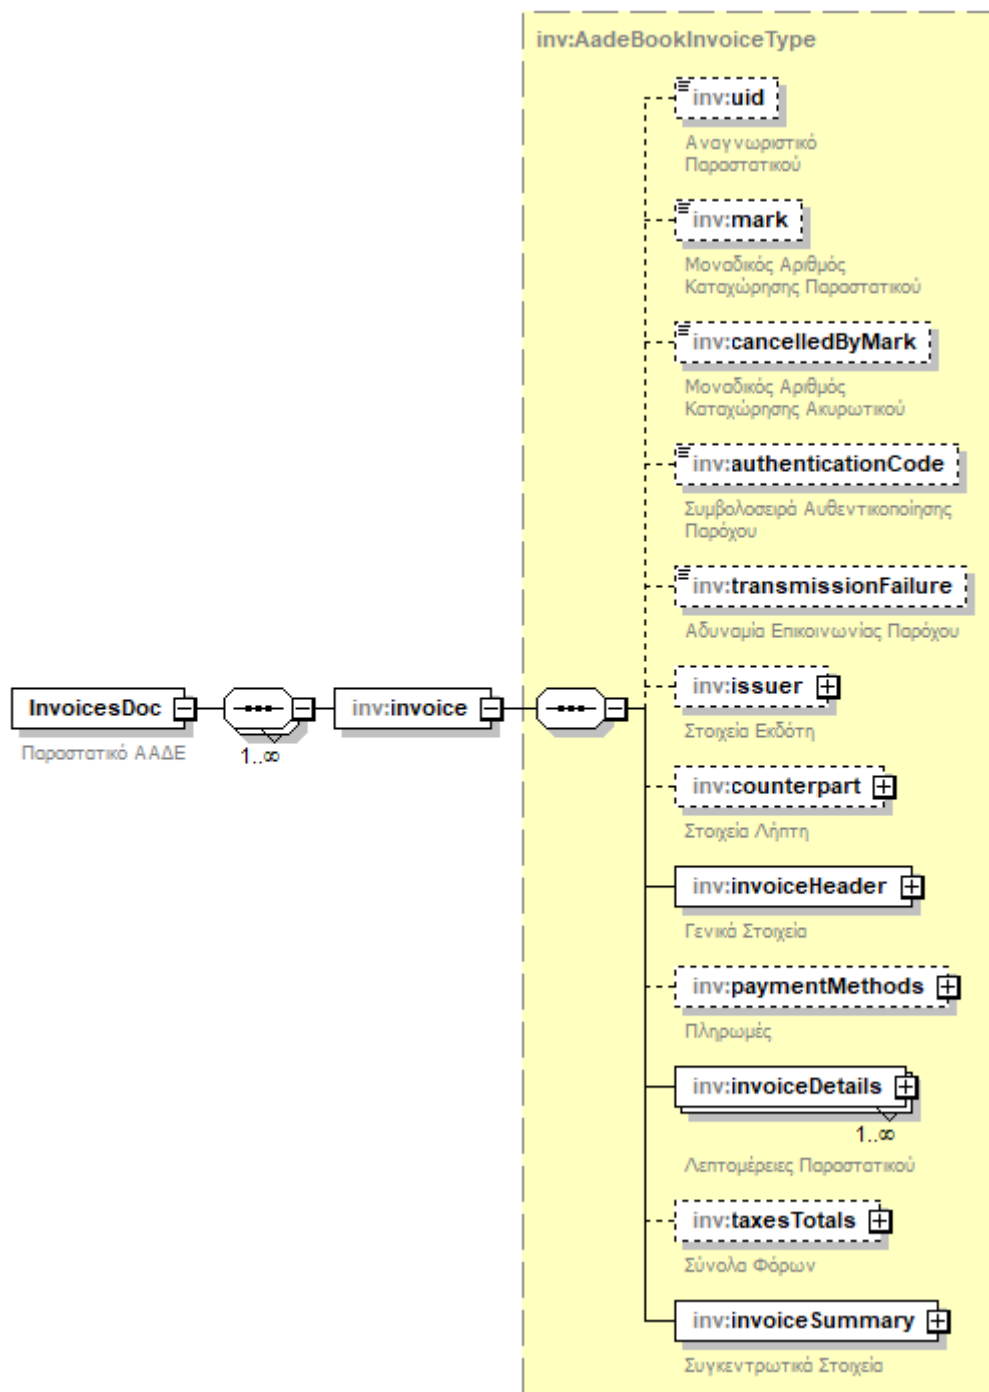 inv:AadeBookInvoiceType
inv:uid
Αναγνωριστικό
Παραστατικού
inv:mark
Μοναδικός Αριθμός
Καταχώρησης Παραστατικού
inv:cancelledByMark
Μοναδικός Αριθμός
Καταχώρησης Ακυρωτικού
inv:authenticationCode
Συμβολοσειρά Αυθεντικοποίησης
Παρόχου
inv:transmissionFailure
Αδυναμία Επικοινωνίας Παρόχου
InvoicesDoc
Παραστατικό ΑΑΔΕ
1..∞
inv:invoice
inv:issuer
Στοιχεία Εκδότη
inv:counterpart
Στοιχεία Λήπτη
inv:invoiceHeader
Γενικά Στοιχεία
inv:paymentMethods
Πληρωμές
inv:invoiceDetails
1..∞
Λεπτομέρειες Παραστατικού
inv:taxesTotals
Σύνολα Φόρων
inv:invoiceSummary
Συγκεντρωτικά Στοιχεία